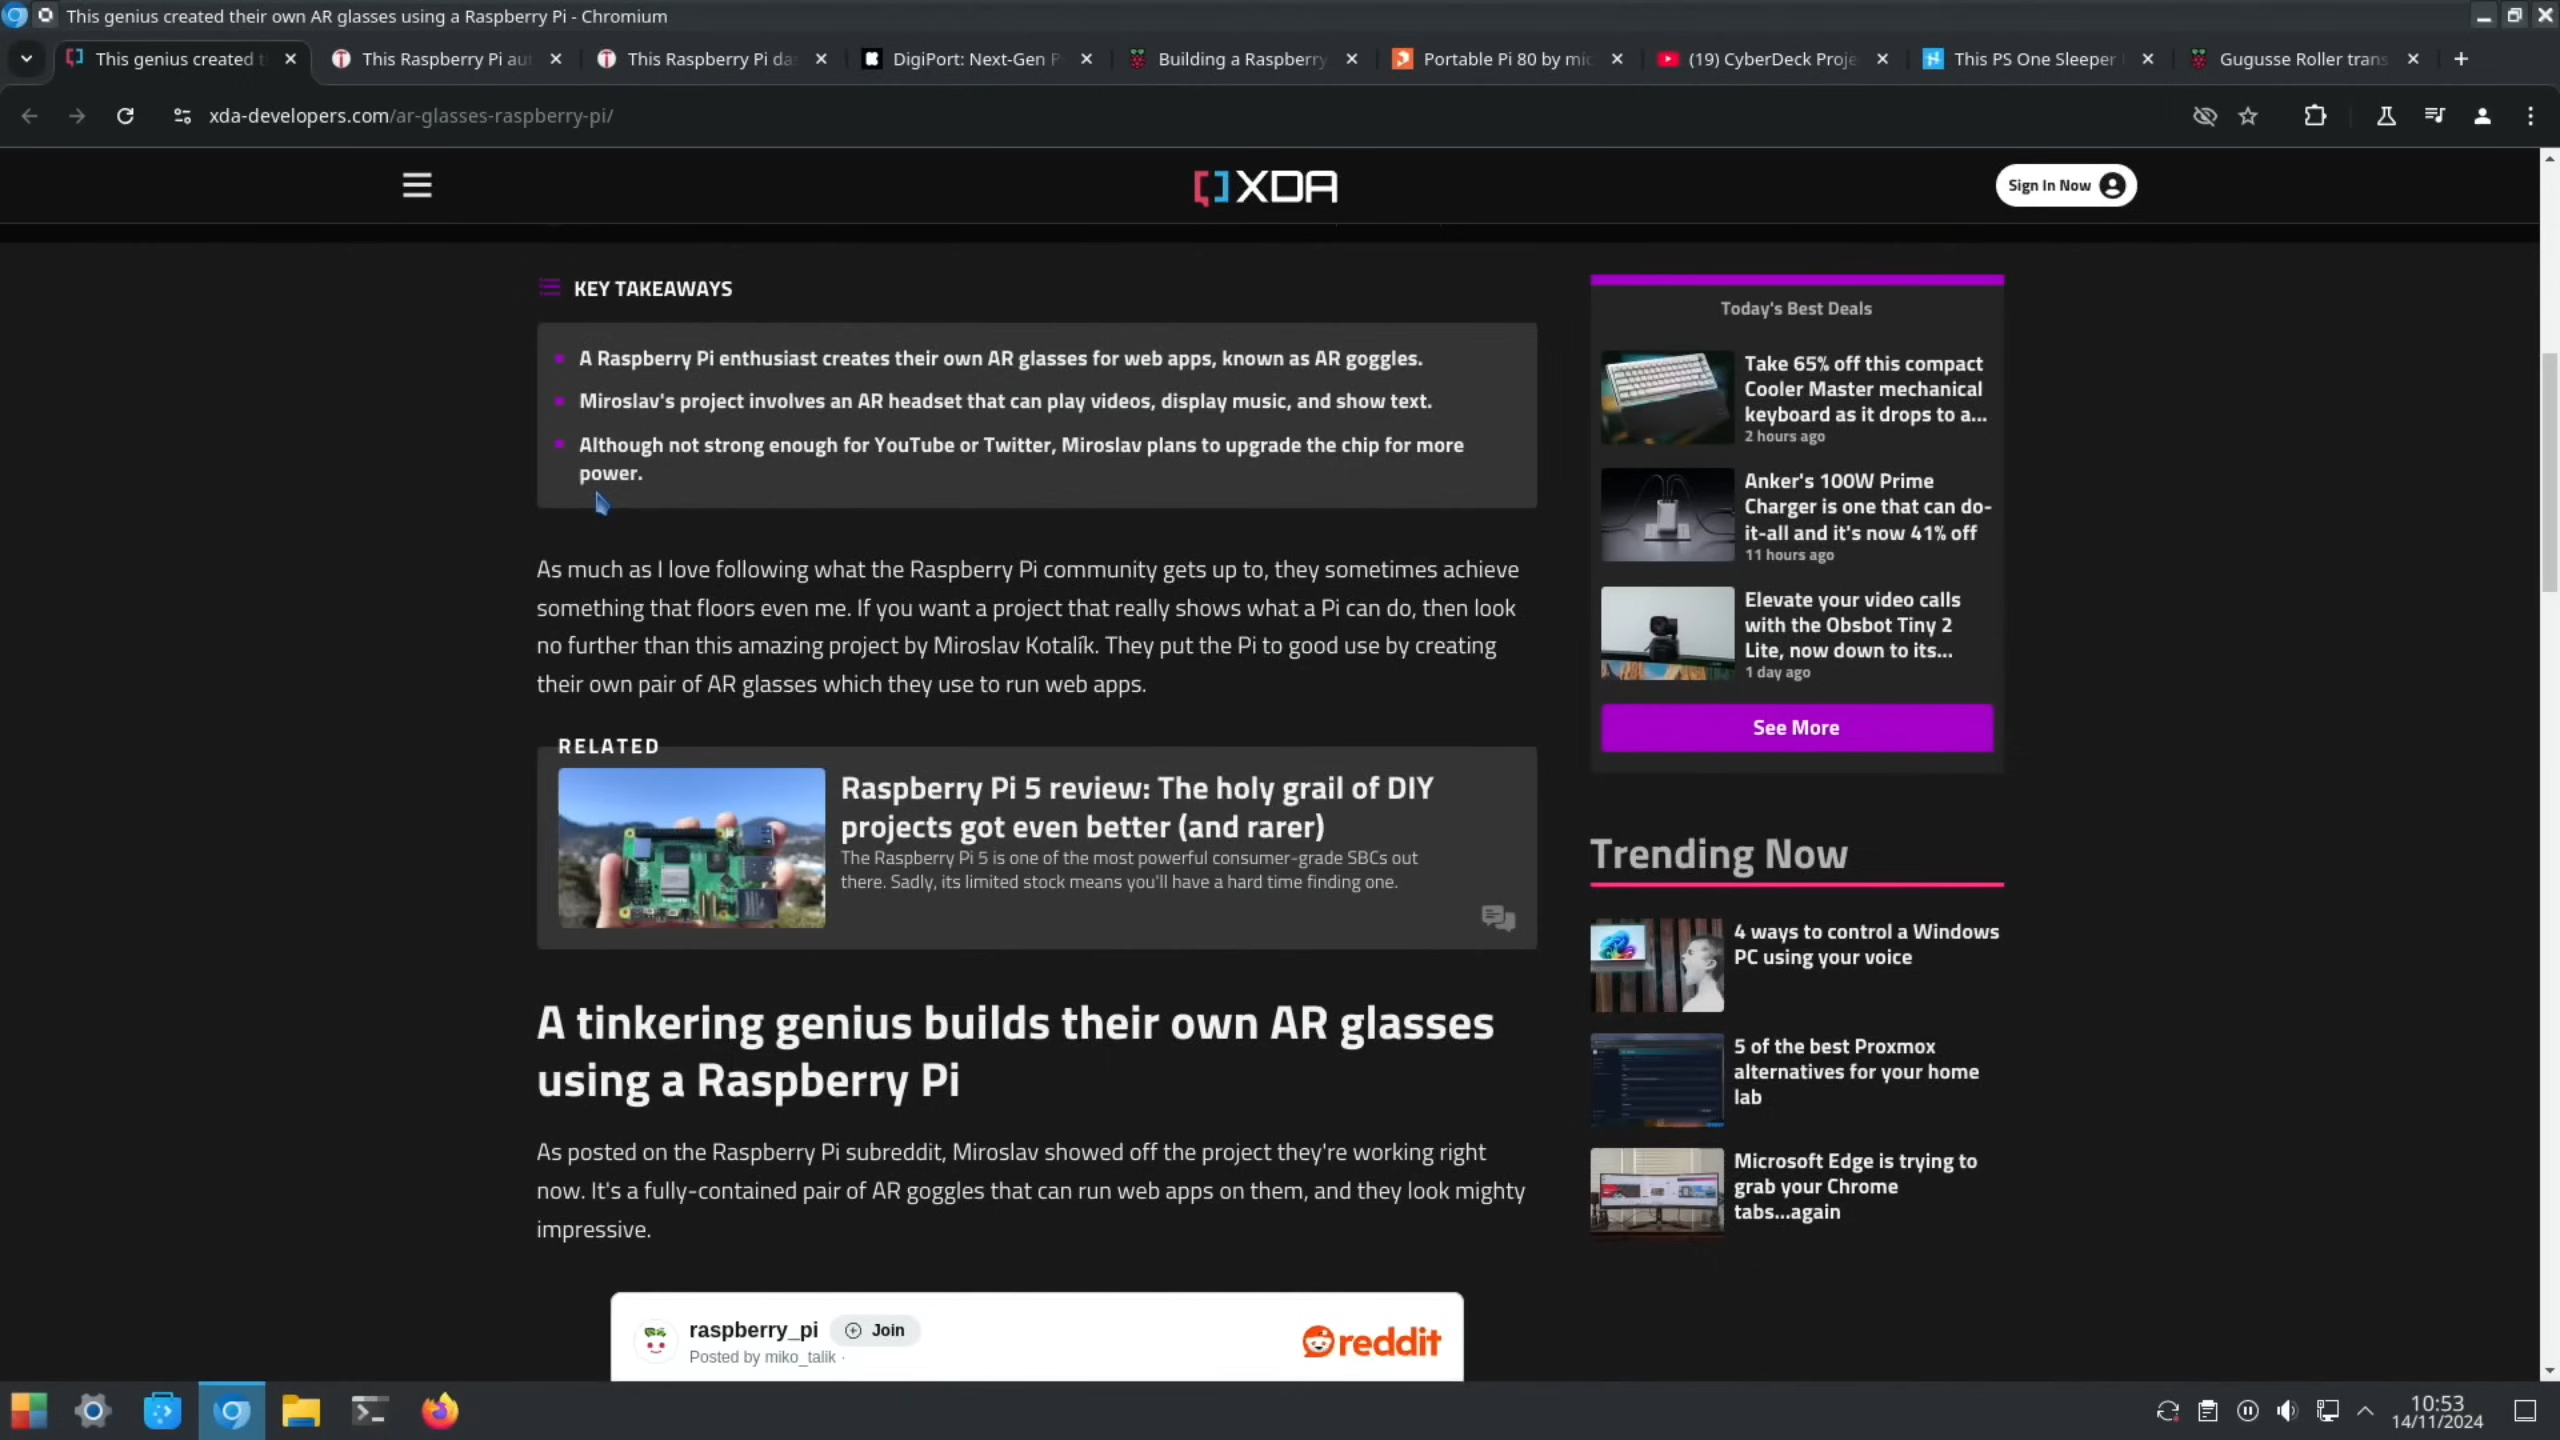 This genius created their own AR glasses using a Raspberry Pi - Chromium
This genius created t
This Raspberry Pi au
This Raspberry Pi da
DigiPort: Next-Gen P
Building a Raspberry
Portable Pi 80 by mic
(19) CyberDeck Proje
This PS One Sleeper
Gugusse Roller trans
xda-developers.com/ar-glasses-raspberry-pi/
XDA
Sign In Now
KEY TAKEAWAYS
A Raspberry Pi enthusiast creates their own AR glasses for web apps, known as AR goggles.
Miroslav's project involves an AR headset that can play videos, display music, and show text.
Although not strong enough for YouTube or Twitter, Miroslav plans to upgrade the chip for more
power.
As much as I love following what the Raspberry Pi community gets up to, they sometimes achieve
something that floors even me. If you want a project that really shows what a Pi can do, then look
no further than this amazing project by Miroslav Kotalík. They put the Pi to good use by creating
their own pair of AR glasses which they use to run web apps.
RELATED
Raspberry Pi 5 review: The holy grail of DIY
projects got even better (and rarer)
The Raspberry Pi 5 is one of the most powerful consumer-grade SBCs out
there. Sadly, its limited stock means you'll have a hard time finding one.
A tinkering genius builds their own AR glasses
using a Raspberry Pi
As posted on the Raspberry Pi subreddit, Miroslav showed off the project they're working right
now. It's a fully-contained pair of AR goggles that can run web apps on them, and they look mighty
impressive.
raspberry_pi
Join
Posted by miko_talik ·
reddit
Today's Best Deals
Take 65% off this compact
Cooler Master mechanical
keyboard as it drops to a...
2 hours ago
Anker's 100W Prime
Charger is one that can do-
it-all and it's now 41% off
11 hours ago
Elevate your video calls
with the Obsbot Tiny 2
Lite, now down to its...
1 day ago
See More
Trending Now
4 ways to control a Windows
PC using your voice
5 of the best Proxmox
alternatives for your home
lab
Microsoft Edge is trying to
grab your Chrome
tabs...again
10:53
14/11/2024